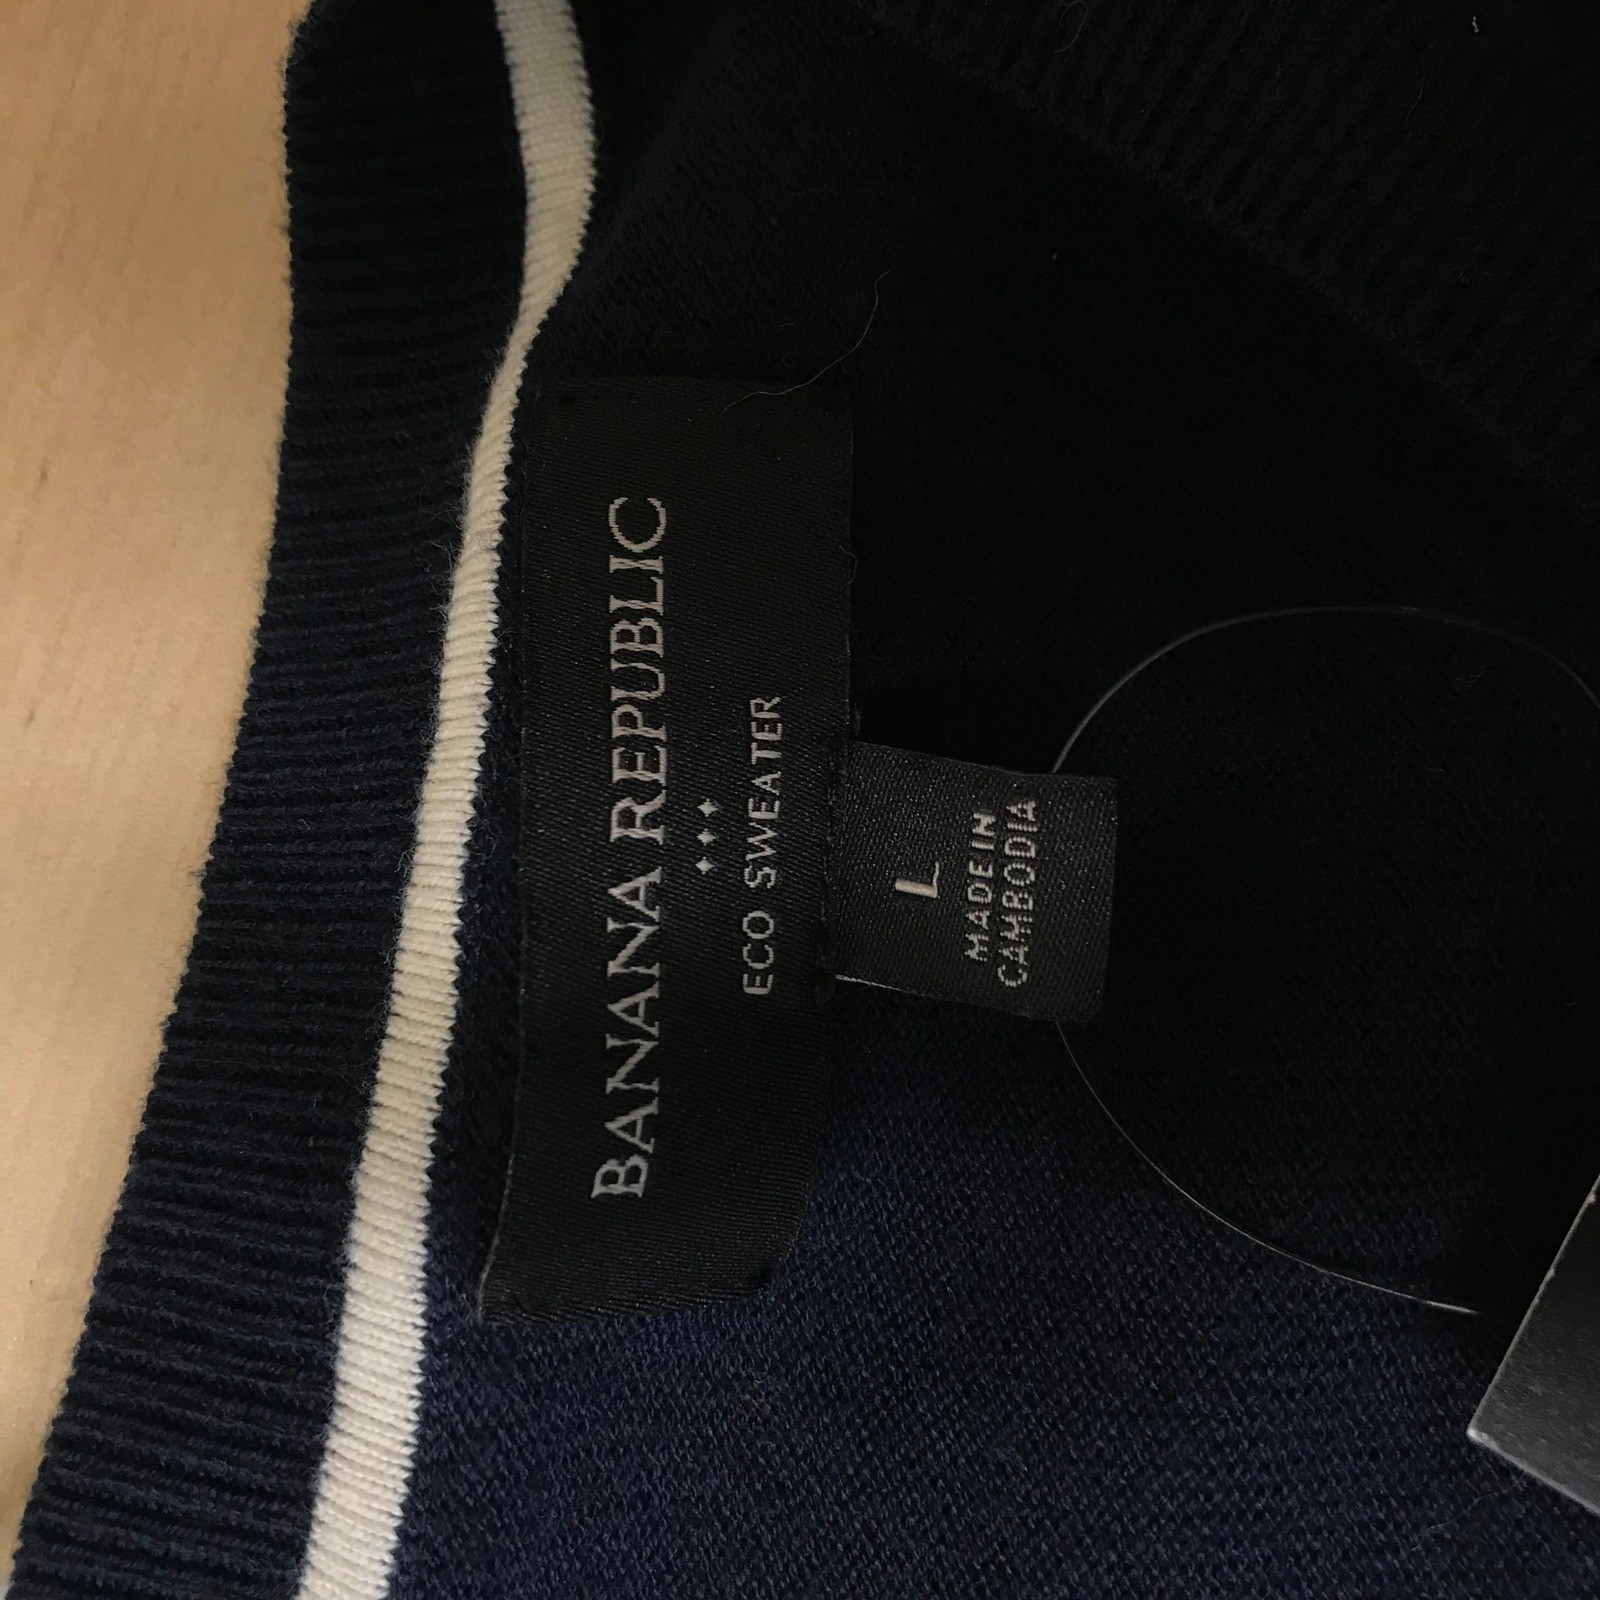 BANANA REPUBLIC
ECO SWEATER
L
MADE IN
CAMBODIA